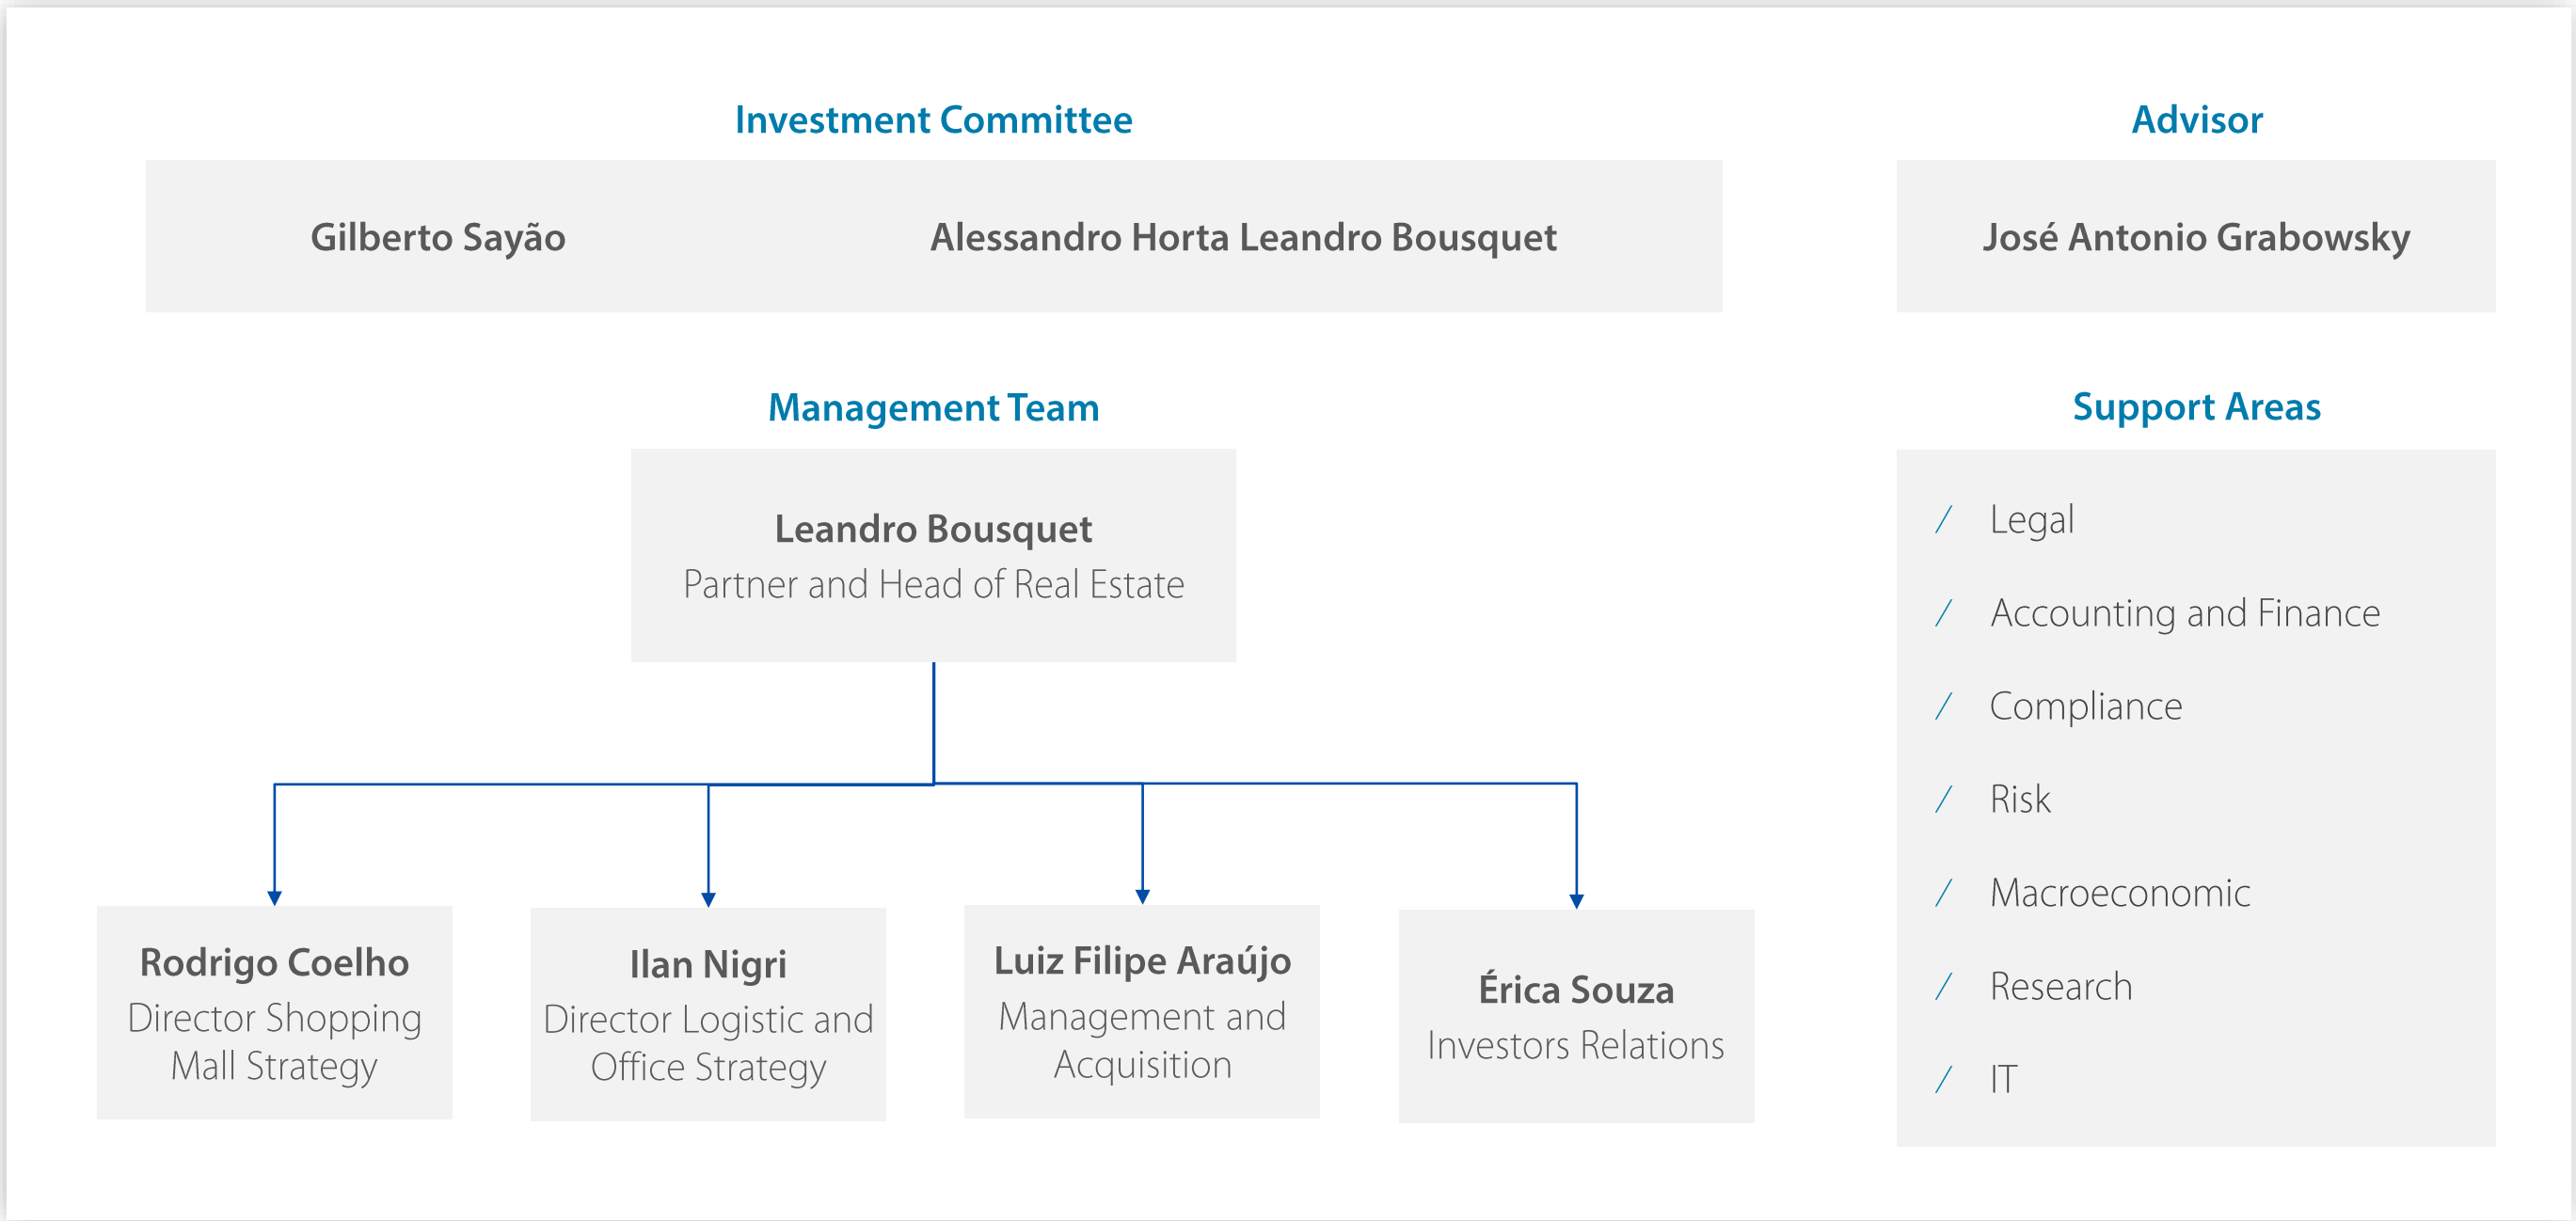 Investment Committee
Gilberto Sayão
Alessandro Horta Leandro Bousquet
Advisor
José Antonio Grabowsky
Management Team
Leandro Bousquet
Partner and Head of Real Estate
Rodrigo Coelho
Director Shopping
Mall Strategy
Ilan Nigri
Director Logistic and
Office Strategy
Luiz Filipe Araújo
Management and
Acquisition
Érica Souza
Investors Relations
Support Areas
/ Legal
/ Accounting and Finance
/ Compliance
/ Risk
/ Macroeconomic
/ Research
/ IT